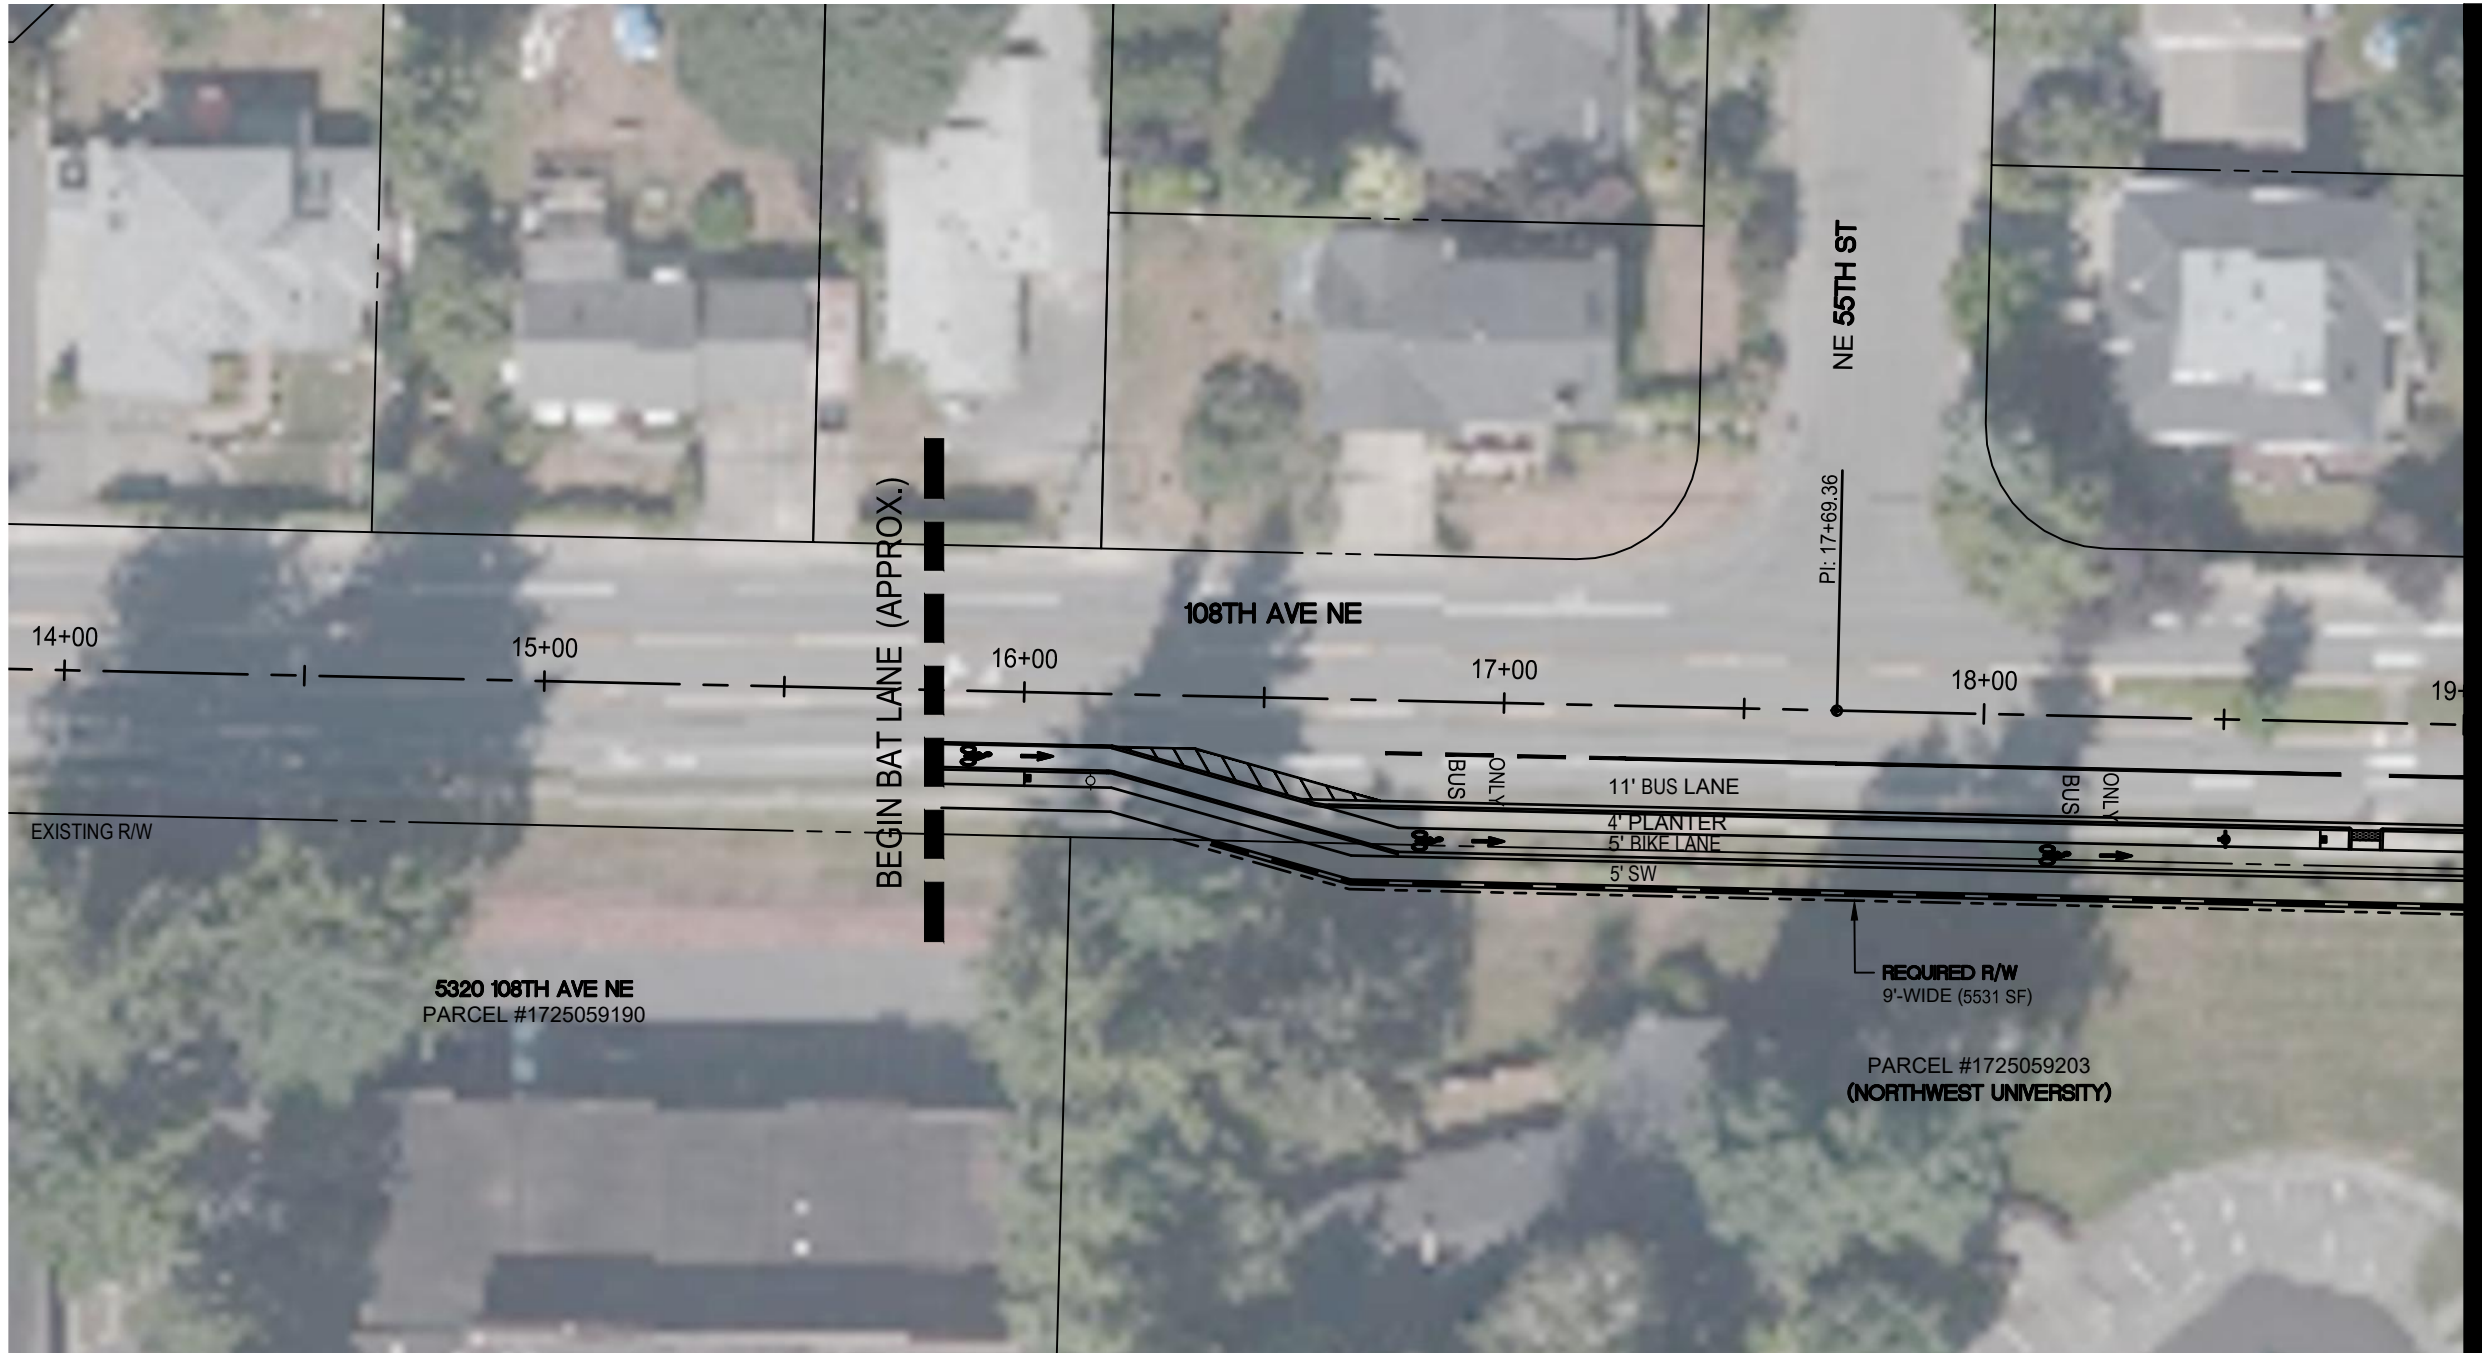 NE 55TH ST
PI: 17+69.36
BEGIN BAT LANE (APPROX.)
108TH AVE NE
14+00
15+00
16+00
17+00
18+00
19+
BUS
ONLY
BUS
ONLY
11' BUS LANE
4' PLANTER
5' BIKE LANE
5' SW
EXISTING R/W
REQUIRED R/W
9'-WIDE (5531 SF)
5320 108TH AVE NE
PARCEL #1725059190
PARCEL #1725059203
(NORTHWEST UNIVERSITY)